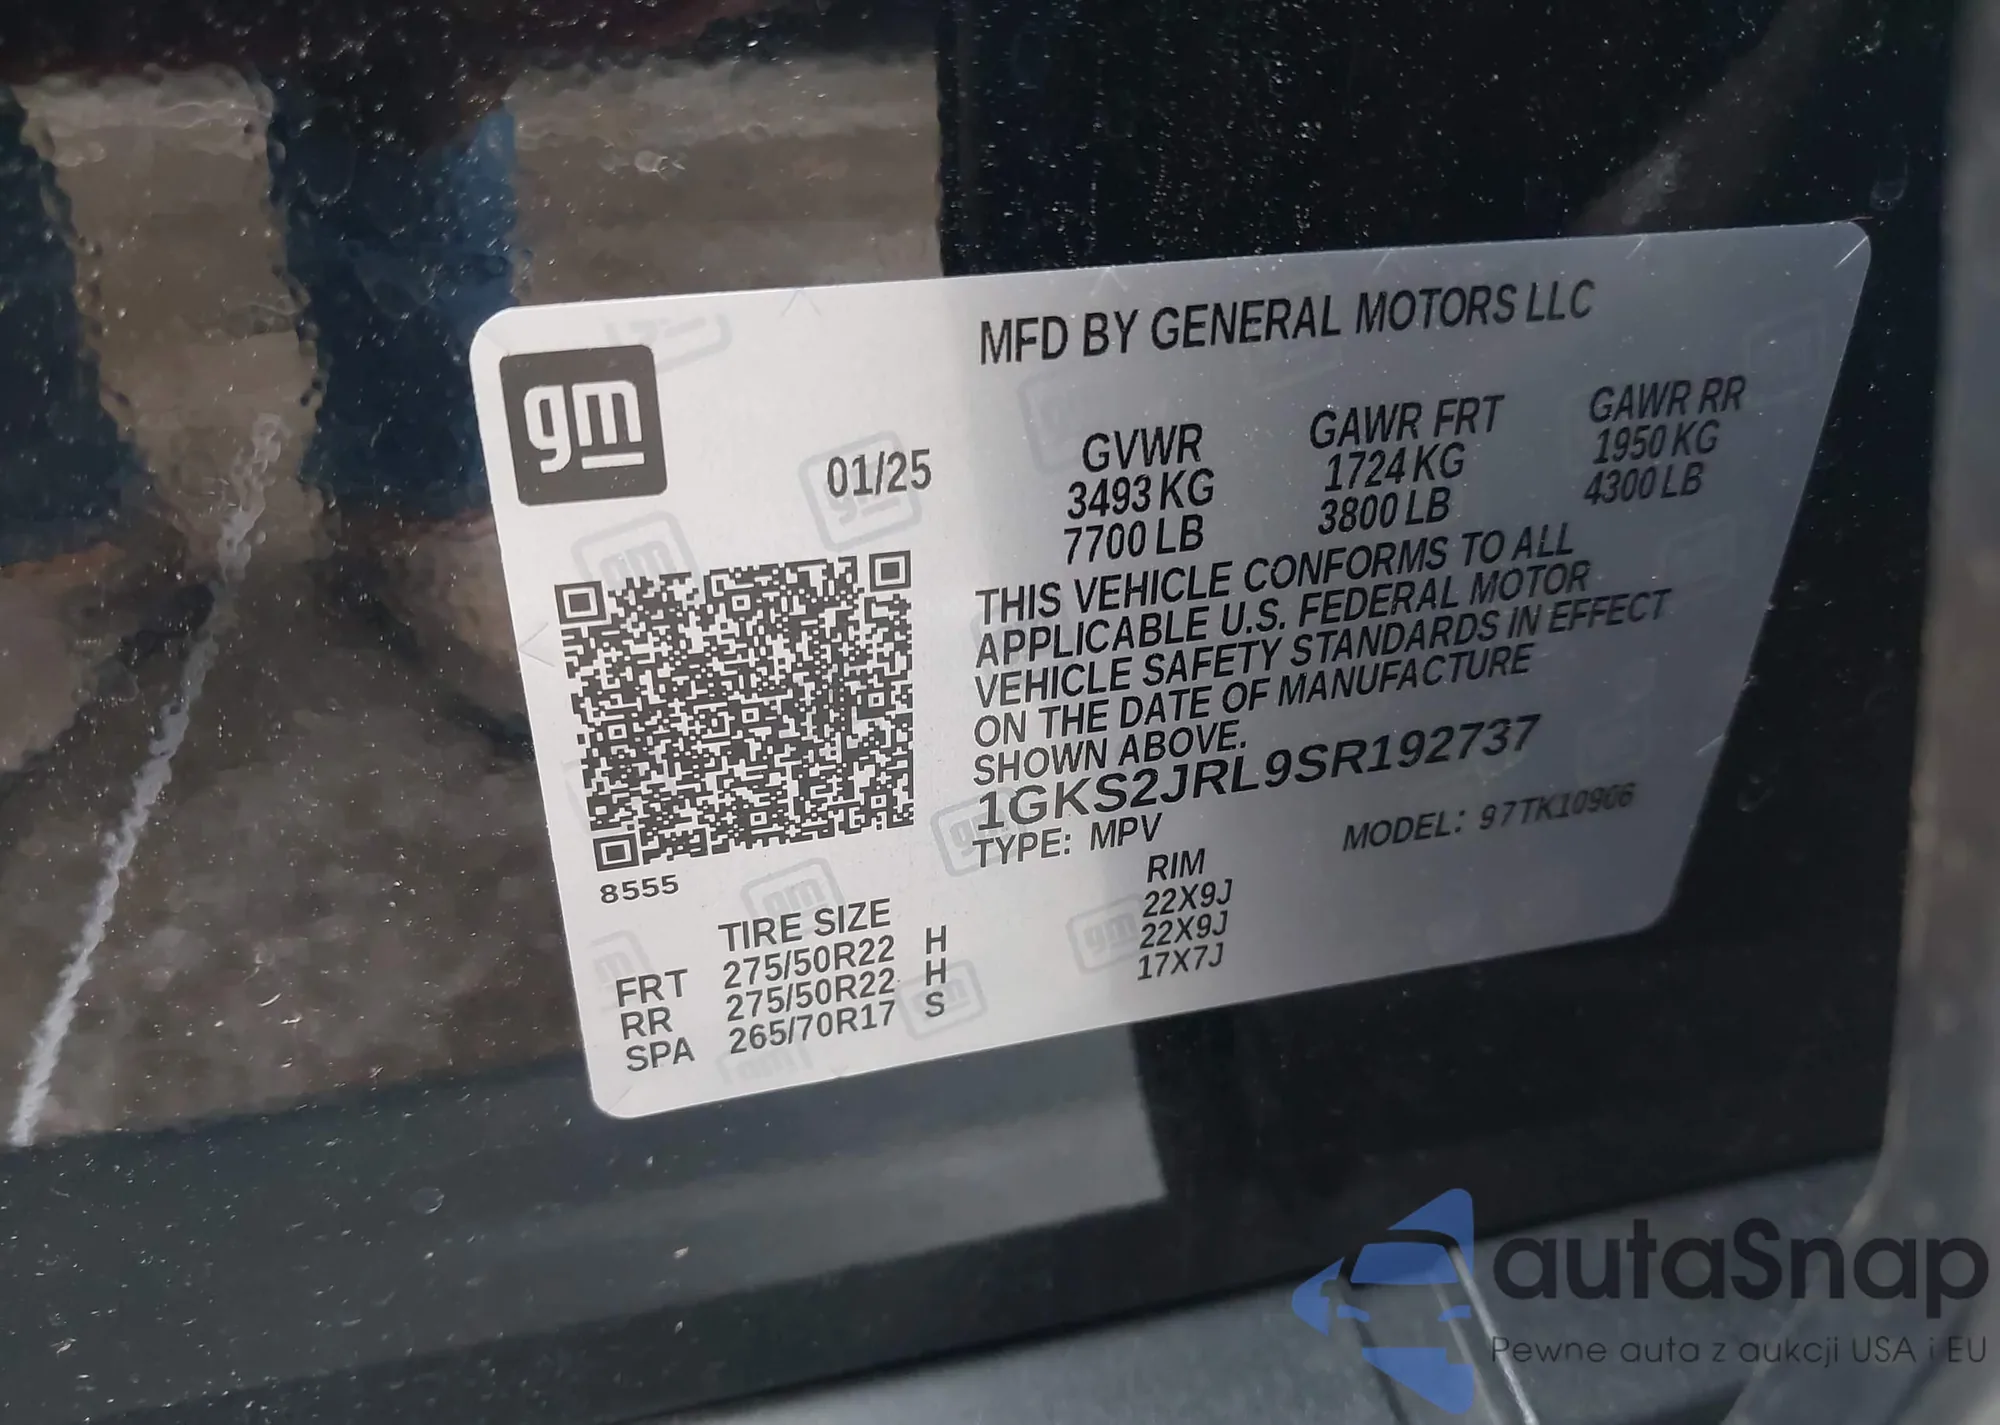 MFD BY GENERAL MOTORS LLC
gm
01/25
GVWR GAWR FRT GAWR RR
3493 KG 1724 KG 1950 KG
7700 LB 3800 LB 4300 LB
THIS VEHICLE CONFORMS TO ALL
APPLICABLE U.S. FEDERAL MOTOR
VEHICLE SAFETY STANDARDS IN EFFECT
ON THE DATE OF MANUFACTURE
SHOWN ABOVE.
1GKS2JRL9SR192737
TYPE: MPV MODEL: 97TK10906
8555
TIRE SIZE RIM
FRT 275/50R22 H 22X9J
RR 275/50R22 H 22X9J
SPA 265/70R17 S 17X7J
autaSnap
Pewne auta z aukcji USA i EU